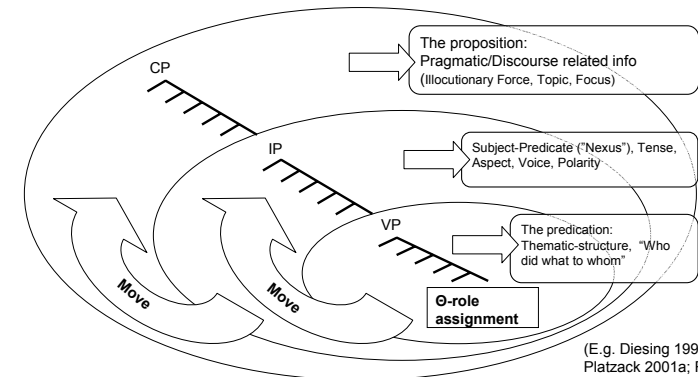 The proposition:
Pragmatic/Discourse related info
(Illocutionary Force, Topic, Focus)
CP
Subject-Predicate ("Nexus"), Tense,
Aspect, Voice, Polarity
IP
The predication:
Thematic-structure, "Who
did what to whom"
VP
Move
Move
Θ-role
assignment
(E.g. Diesing 199
Platzack 2001a;